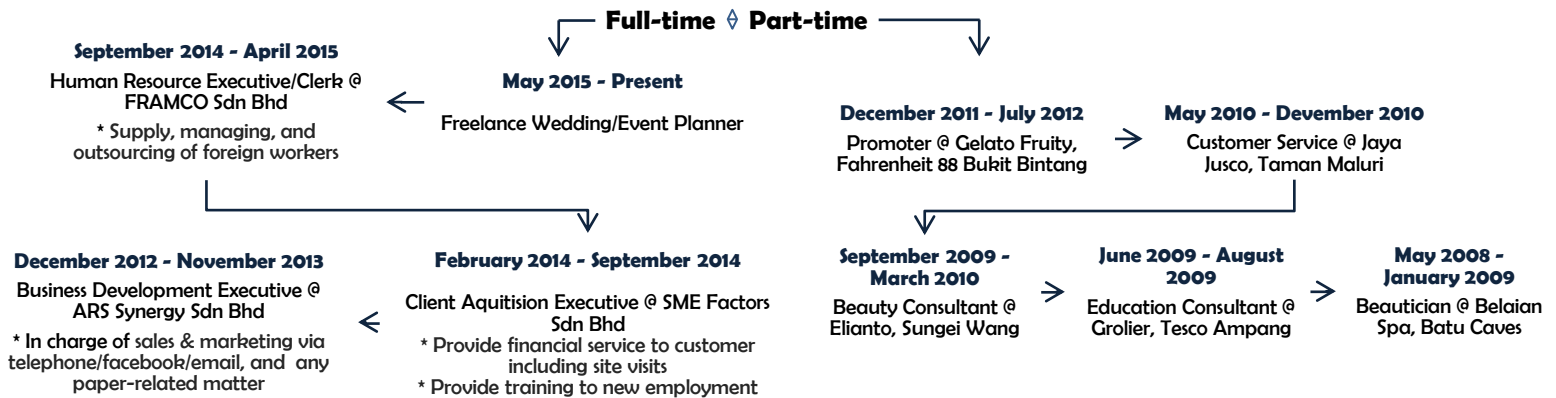 Full-time ◊ Part-time
May 2015 - Present
Freelance Wedding/Event Planner
September 2014 - April 2015
Human Resource Executive/Clerk @
FRAMCO Sdn Bhd
* Supply, managing, and
outsourcing of foreign workers
February 2014 - September 2014
Client Aquitision Executive @ SME Factors
Sdn Bhd
* Provide financial service to customer
including site visits
* Provide training to new employment
December 2012 - November 2013
Business Development Executive @
ARS Synergy Sdn Bhd
* In charge of sales & marketing via
telephone/facebook/email, and any
paper-related matter
December 2011 - July 2012
Promoter @ Gelato Fruity,
Fahrenheit 88 Bukit Bintang
May 2010 - Devember 2010
Customer Service @ Jaya
Jusco, Taman Maluri
September 2009 -
March 2010
Beauty Consultant @
Elianto, Sungei Wang
June 2009 - August
2009
Education Consultant @
Grolier, Tesco Ampang
May 2008 -
January 2009
Beautician @ Belaian
Spa, Batu Caves